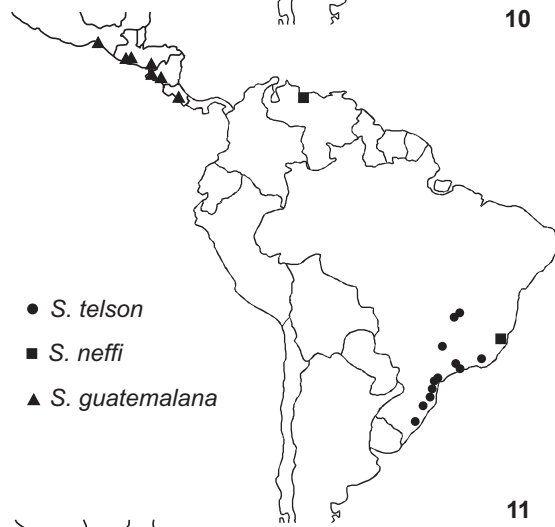 10
● S. telson
■ S. neffi
▲ S. guatemalana
11